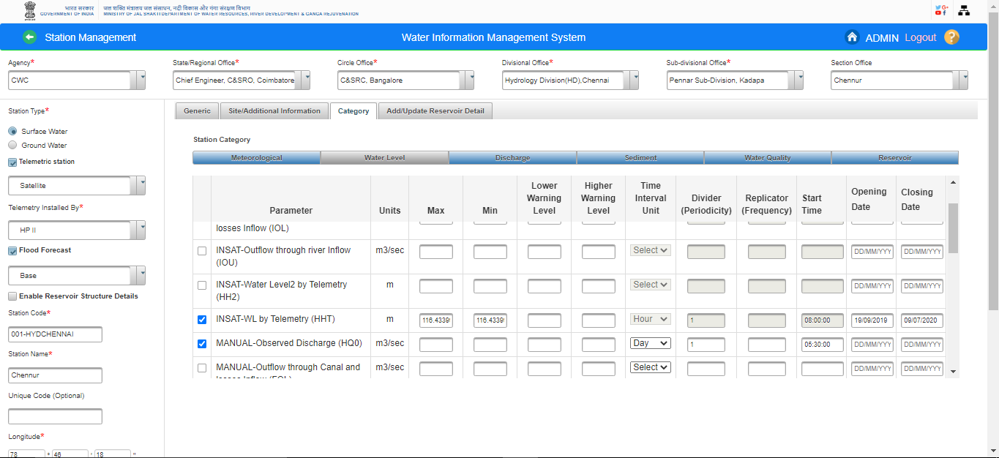 भारत सरकार
GOVERNMENT OF INDIA
जल शक्ति मंत्रालय जल संसाधन, नदी विकास और गंगा संरक्षण विभाग
MINISTRY OF JAL SHAKTI DEPARTMENT OF WATER RESOURCES, RIVER DEVELOPMENT & GANGA REJUVENATION
Station Management
Water Information Management System
ADMIN Logout ?
Agency* State/Regional Office* Circle Office* Divisional Office* Sub-divisional Office* Section Office
CWC Chief Engineer, C&SRO, Coimbatore C&SRC, Bangalore Hydrology Division(HD),Chennai Pennar Sub-Division, Kadapa Chennur
Station Type*
Surface Water
Ground Water
Telemetric station
Satellite
Telemetry Installed By*
HP II
Flood Forecast
Base
Enable Reservoir Structure Details
Station Code*
001-HYDCHENNAI
Station Name*
Chennur
Unique Code (Optional)
Longitude*
78 ° 46 ' 18 "
Generic Site/Additional Information Category Add/Update Reservoir Detail
Station Category
Meteorological Water Level Discharge Sediment Water Quality Reservoir
Parameter Units Max Min Lower Warning Level Higher Warning Level Time Interval Unit Divider (Periodicity) Replicator (Frequency) Start Time Opening Date Closing Date
losses Inflow (IOL)
INSAT-Outflow through river Inflow m3/sec Select DD/MM/YYY DD/MM/YYY
(IOU)
INSAT-Water Level2 by Telemetry m Select DD/MM/YYY DD/MM/YYY
(HH2)
INSAT-WL by Telemetry (HHT) m 116.4339 116.4339 Hour 1 08:00:00 19/09/2019 09/07/2020
MANUAL-Observed Discharge (HQ0) m3/sec Day 1 05:30:00 DD/MM/YYY DD/MM/YYY
MANUAL-Outflow through Canal and m3/sec Select DD/MM/YYY DD/MM/YYY
losses Inflow (FOL)